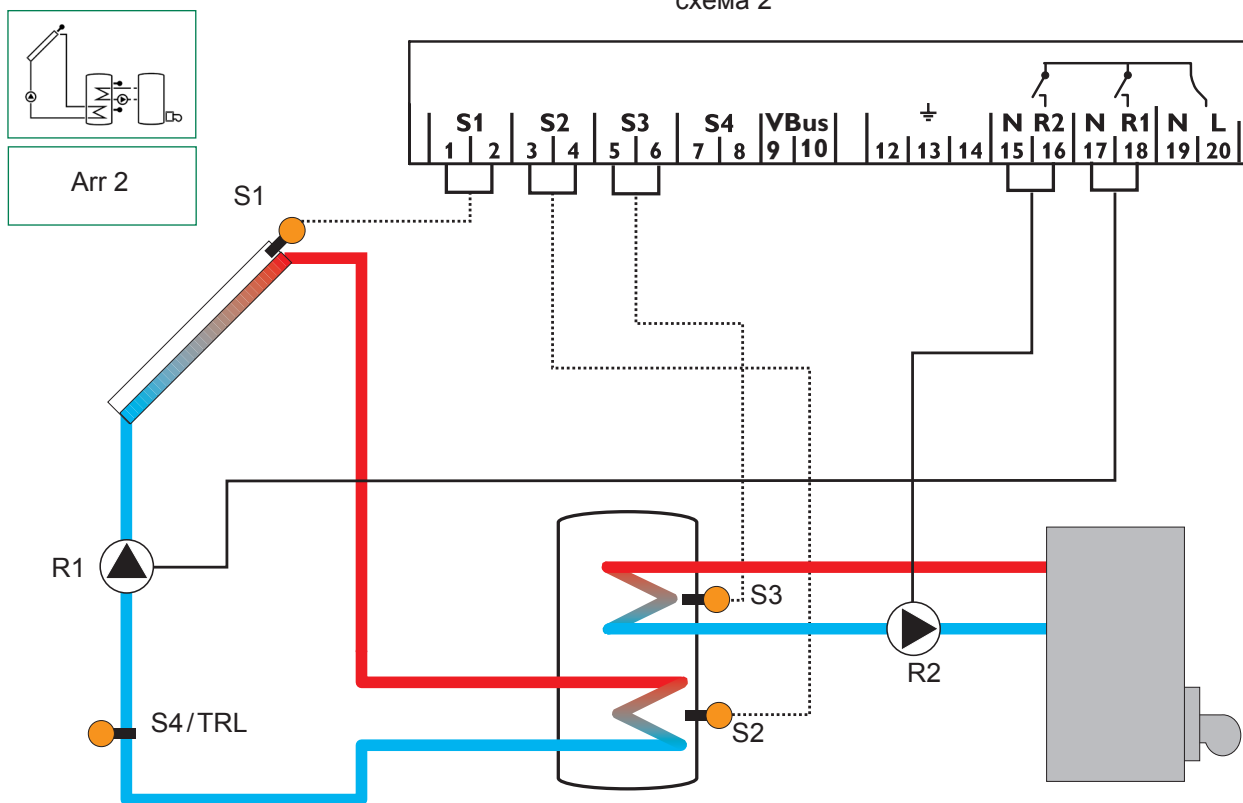 схема 2
Arr 2
S1 S2 S3 S4 VBus N R2 N R1 N L
1 2 3 4 5 6 7 8 9 10 12 13 14 15 16 17 18 19 20
S1
R1
S3
R2
S4/TRL
S2